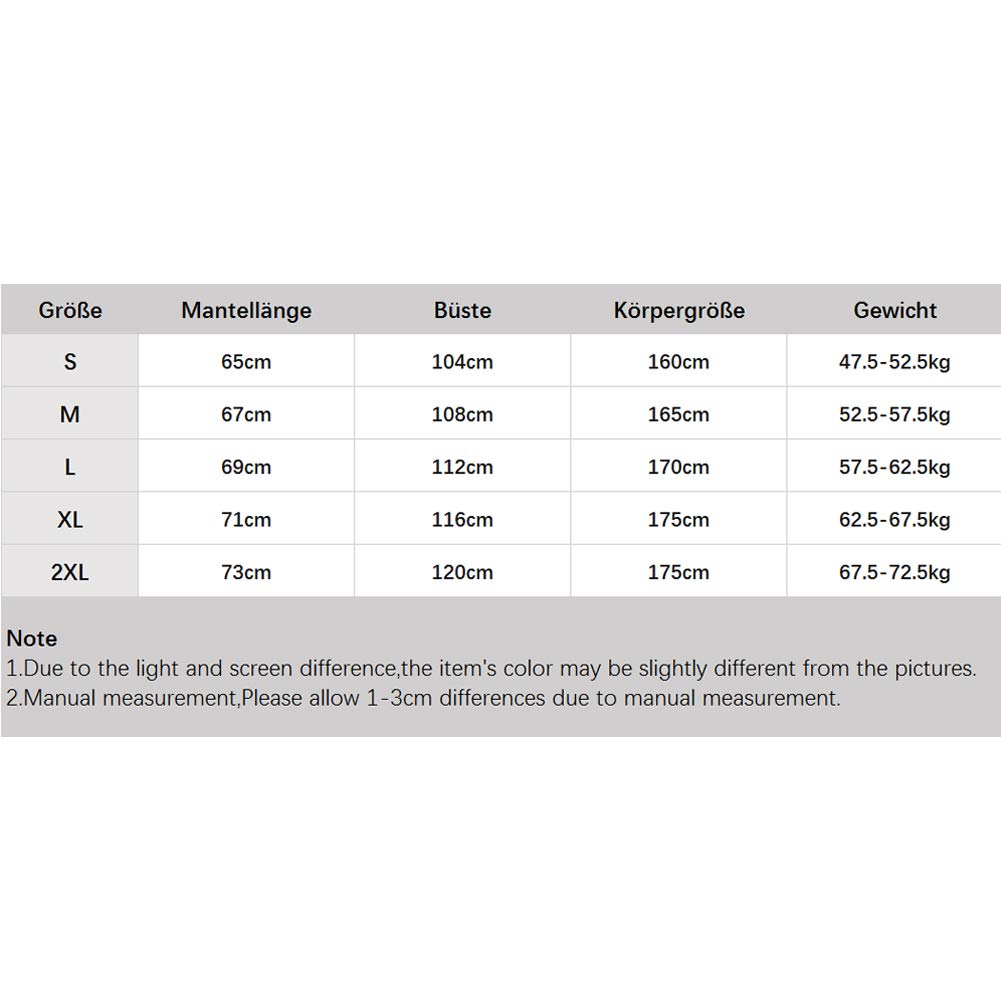 Größe Mantellänge Büste Körpergröße Gewicht
S 65cm 104cm 160cm 47.5-52.5kg
M 67cm 108cm 165cm 52.5-57.5kg
L 69cm 112cm 170cm 57.5-62.5kg
XL 71cm 116cm 175cm 62.5-67.5kg
2XL 73cm 120cm 175cm 67.5-72.5kg
Note
1.Due to the light and screen difference,the item's color may be slightly different from the pictures.
2.Manual measurement,Please allow 1-3cm differences due to manual measurement.